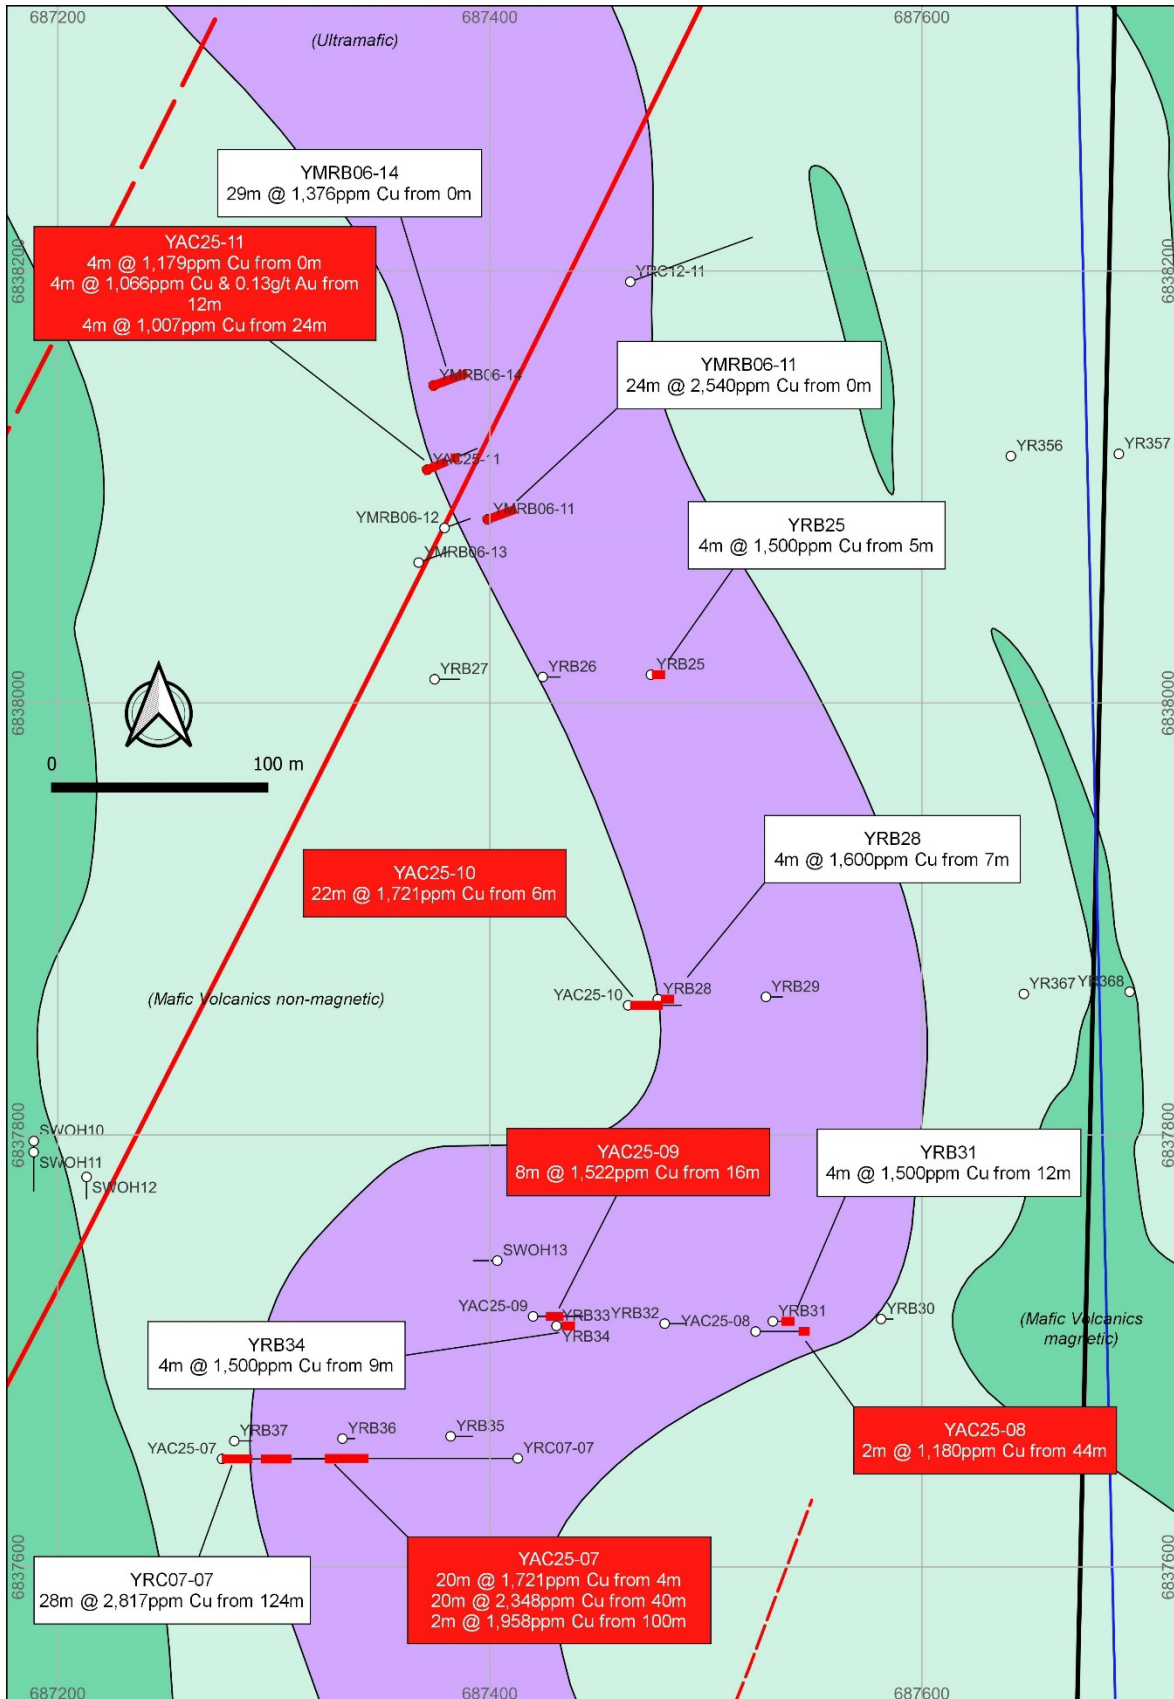 687200
687400
687600
(Ultramafic)
YMRB06-14
29m @ 1,376ppm Cu from 0m
YAC25-11
4m @ 1,179ppm Cu from 0m
4m @ 1,066ppm Cu & 0.13g/t Au from
12m
4m @ 1,007ppm Cu from 24m
6838200
6838200
YRC12-11
YMRB06-14
YMRB06-11
24m @ 2,540ppm Cu from 0m
YAC25-11
YR356
YR357
YMRB06-12
YMRB06-11
YMRB06-13
YRB25
4m @ 1,500ppm Cu from 5m
YRB27
YRB26
YRB25
6838000
6838000
0
100 m
YRB28
4m @ 1,600ppm Cu from 7m
YAC25-10
22m @ 1,721ppm Cu from 6m
(Mafic Volcanics non-magnetic)
YAC25-10
YRB28
YRB29
YR367
YR368
6837800
6837800
SWOH10
SWOH11
SWOH12
YAC25-09
8m @ 1,522ppm Cu from 16m
YRB31
4m @ 1,500ppm Cu from 12m
SWOH13
YAC25-09
YRB33
YRB32
YAC25-08
YRB31
YRB30
YRB34
(Mafic Volcanics
magnetic)
YRB34
4m @ 1,500ppm Cu from 9m
YAC25-08
2m @ 1,180ppm Cu from 44m
YAC25-07
YRB37
YRB36
YRB35
YRC07-07
6837600
6837600
YRC07-07
28m @ 2,817ppm Cu from 124m
YAC25-07
20m @ 1,721ppm Cu from 4m
20m @ 2,348ppm Cu from 40m
2m @ 1,958ppm Cu from 100m
687200
687400
687600